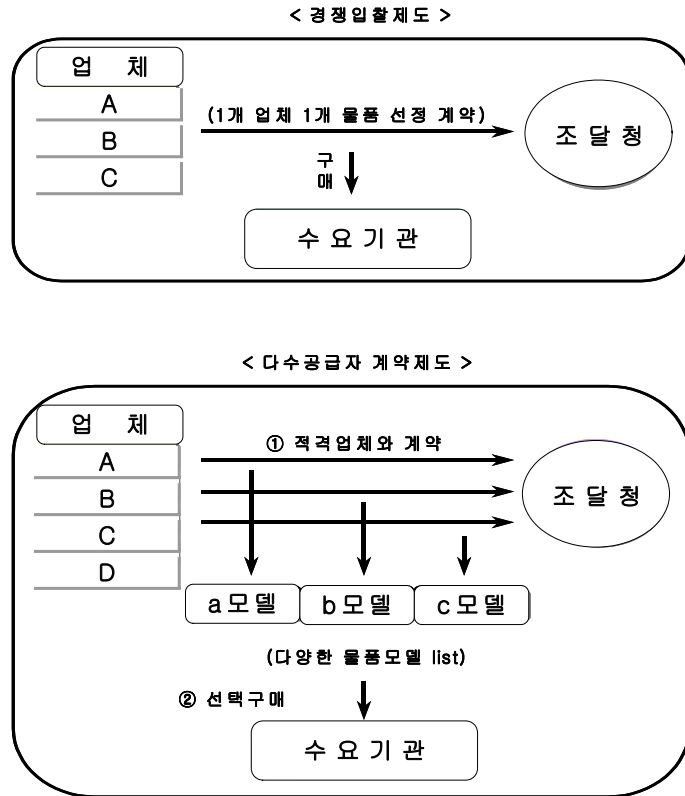 < 경쟁입찰제도 >
업 체
A
B
C
(1개 업체 1개 물품 선정 계약)
조달청
구
매
수요기관
< 다수공급자 계약제도 >
업 체
A
B
C
D
① 적격업체와 계약
조달청
a모델
b모델
c모델
(다양한 물품모델 list)
② 선택구매
수요기관